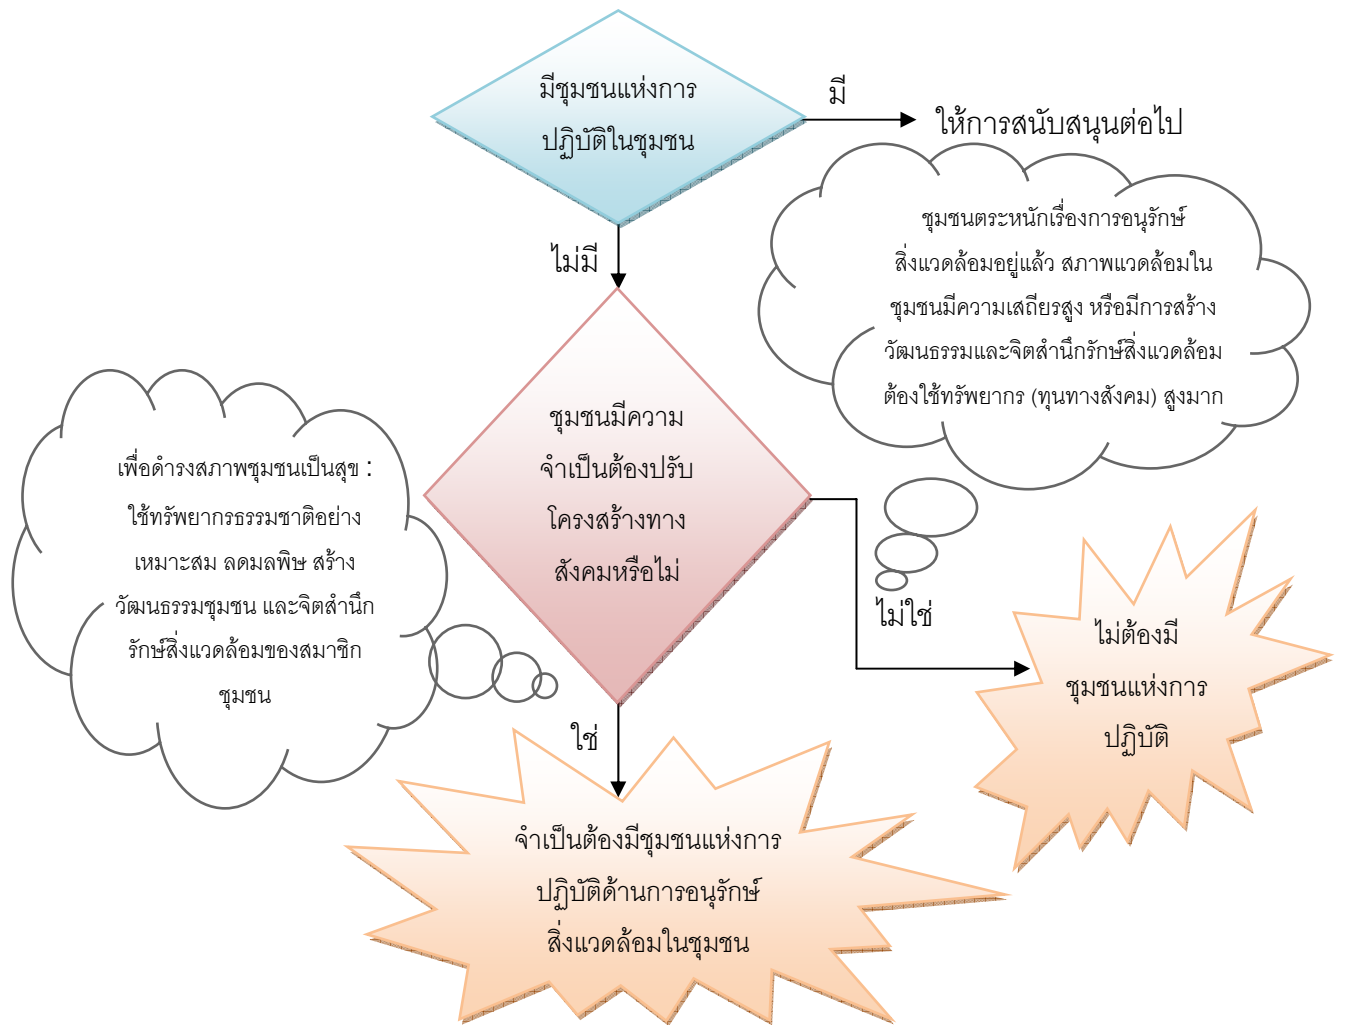 มีชุมชนแห่งการ
ปฏิบัติในชุมชน
มี
ให้การสนับสนุนต่อไป
ไม่มี
ชุมชนตระหนักเรื่องการอนุรักษ์
สิ่งแวดล้อมอยู่แล้ว สภาพแวดล้อมใน
ชุมชนมีความเสถียรสูง หรือมีการสร้าง
วัฒนธรรมและจิตสำนึกรักษ์สิ่งแวดล้อม
ต้องใช้ทรัพยากร (ทุนทางสังคม) สูงมาก
ชุมชนมีความ
จำเป็นต้องปรับ
โครงสร้างทาง
สังคมหรือไม่
เพื่อดำรงสภาพชุมชนเป็นสุข :
ใช้ทรัพยากรธรรมชาติอย่าง
เหมาะสม ลดมลพิษ สร้าง
วัฒนธรรมชุมชน และจิตสำนึก
รักษ์สิ่งแวดล้อมของสมาชิก
ชุมชน
ไม่ใช่
ไม่ต้องมี
ชุมชนแห่งการ
ปฏิบัติ
ใช่
จำเป็นต้องมีชุมชนแห่งการ
ปฏิบัติด้านการอนุรักษ์
สิ่งแวดล้อมในชุมชน